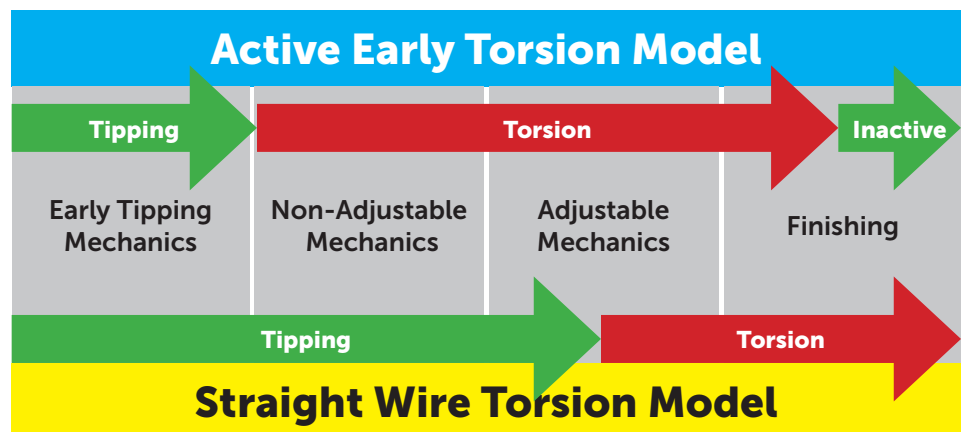 Active Early Torsion Model
Tipping
Torsion
Inactive
Early Tipping
Mechanics
Non-Adjustable
Mechanics
Adjustable
Mechanics
Finishing
Tipping
Torsion
Straight Wire Torsion Model